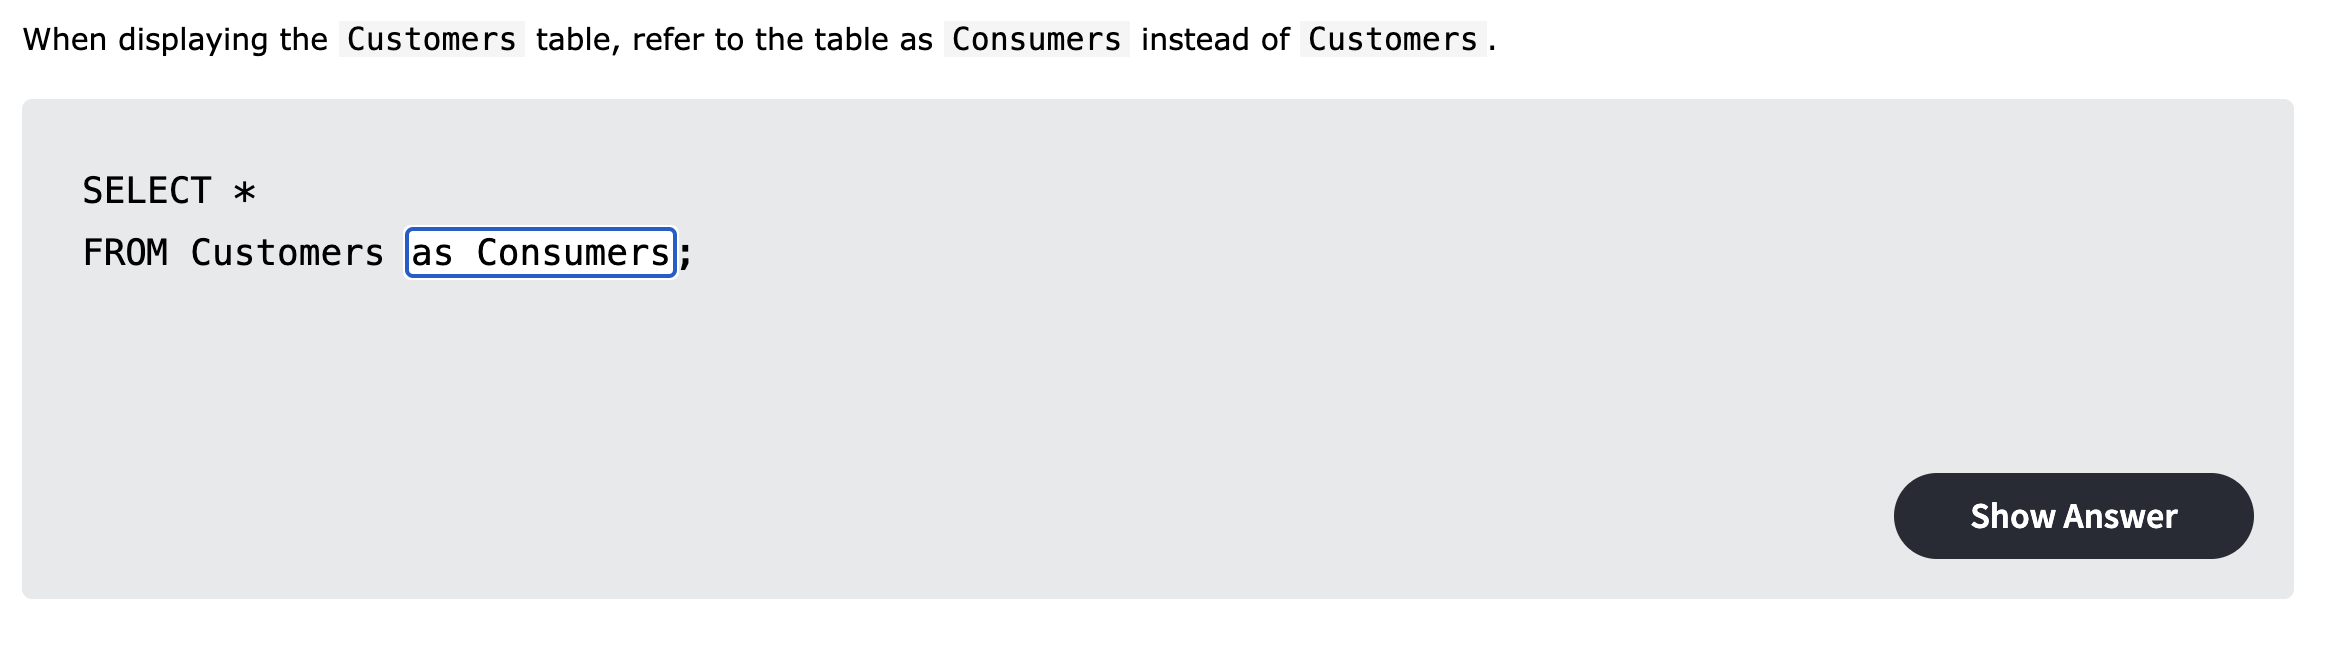 When displaying the Customers table, refer to the table as Consumers instead of Customers.
SELECT *
FROM Customers as Consumers;
Show Answer